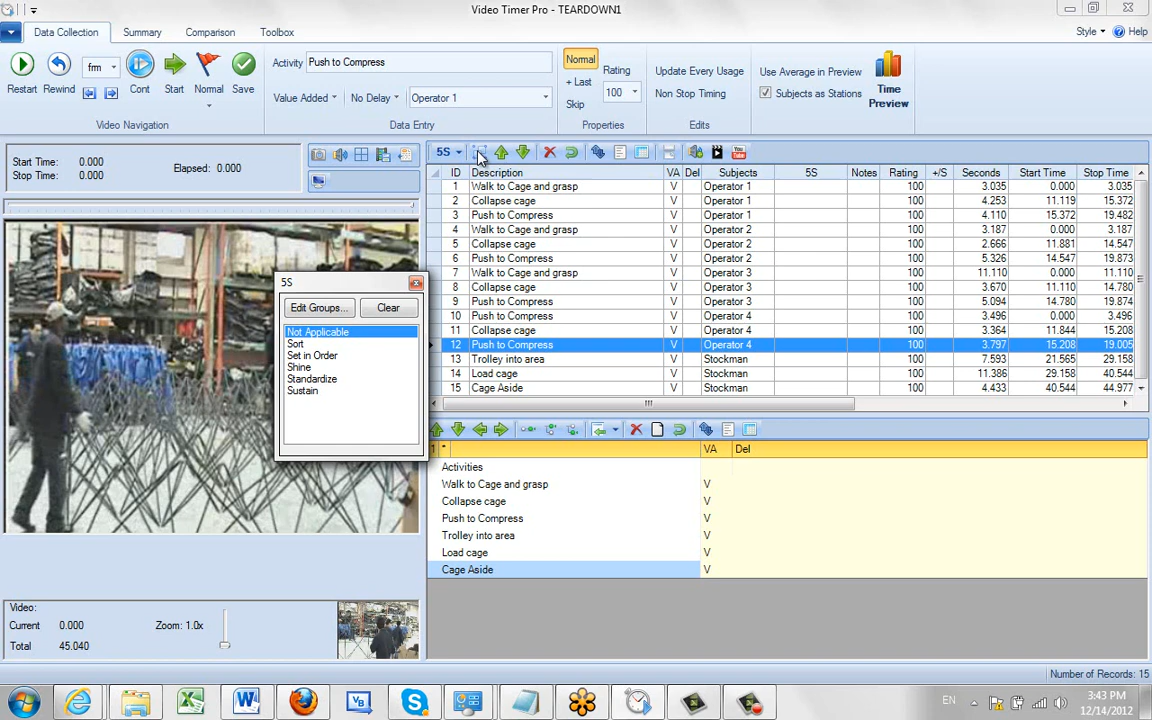 Video Timer Pro - TEARDOWN1
Data Collection Summary Comparison Toolbox Style Help
Restart Rewind frm Cont Start Normal Save
Video Navigation
Activity Push to Compress
Value Added No Delay Operator 1
Data Entry
Normal
+ Last
Skip
Rating
100
Properties
Update Every Usage
Non Stop Timing
Edits
Use Average in Preview
Subjects as Stations
Time
Preview
Start Time: 0.000
Stop Time: 0.000
Elapsed: 0.000
5S
ID Description VA Del Subjects 5S Notes Rating +/S Seconds Start Time Stop Time
1 Walk to Cage and grasp V Operator 1 100 3.035 0.000 3.035
2 Collapse cage V Operator 1 100 4.253 11.119 15.372
3 Push to Compress V Operator 1 100 4.110 15.372 19.482
4 Walk to Cage and grasp V Operator 2 100 3.187 0.000 3.187
5 Collapse cage V Operator 2 100 2.666 11.881 14.547
6 Push to Compress V Operator 2 100 5.326 14.547 19.873
7 Walk to Cage and grasp V Operator 3 100 11.110 0.000 11.110
8 Collapse cage V Operator 3 100 3.670 11.110 14.780
9 Push to Compress V Operator 3 100 5.094 14.780 19.874
10 Push to Compress V Operator 4 100 3.496 0.000 3.496
11 Collapse cage V Operator 4 100 3.364 11.844 15.208
12 Push to Compress V Operator 4 100 3.797 15.208 19.005
13 Trolley into area V Stockman 100 7.593 21.565 29.158
14 Load cage V Stockman 100 11.386 29.158 40.544
15 Cage Aside V Stockman 100 4.433 40.544 44.977
5S
Edit Groups... Clear
Not Applicable
Sort
Set in Order
Shine
Standardize
Sustain
1 * VA Del
Activities
Walk to Cage and grasp V
Collapse cage V
Push to Compress V
Trolley into area V
Load cage V
Cage Aside V
Video:
Current 0.000 Zoom: 1.0x
Total 45.040
Number of Records: 15
EN
3:43 PM
12/14/2012